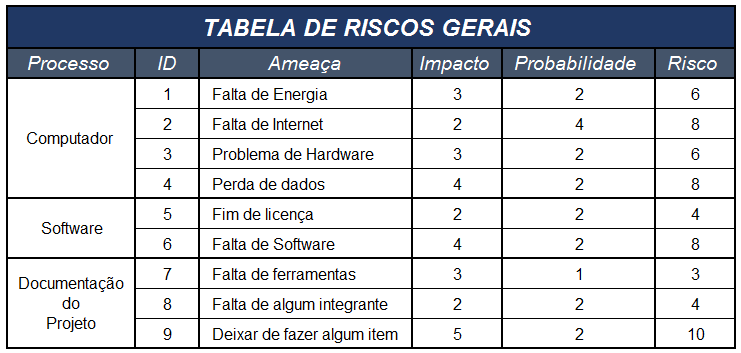 TABELA DE RISCOS GERAIS
Processo ID Ameaça Impacto Probabilidade Risco
Computador
1 Falta de Energia 3 2 6
2 Falta de Internet 2 4 8
3 Problema de Hardware 3 2 6
4 Perda de dados 4 2 8
Software
5 Fim de licença 2 2 4
6 Falta de Software 4 2 8
Documentação
do
Projeto
7 Falta de ferramentas 3 1 3
8 Falta de algum integrante 2 2 4
9 Deixar de fazer algum item 5 2 10